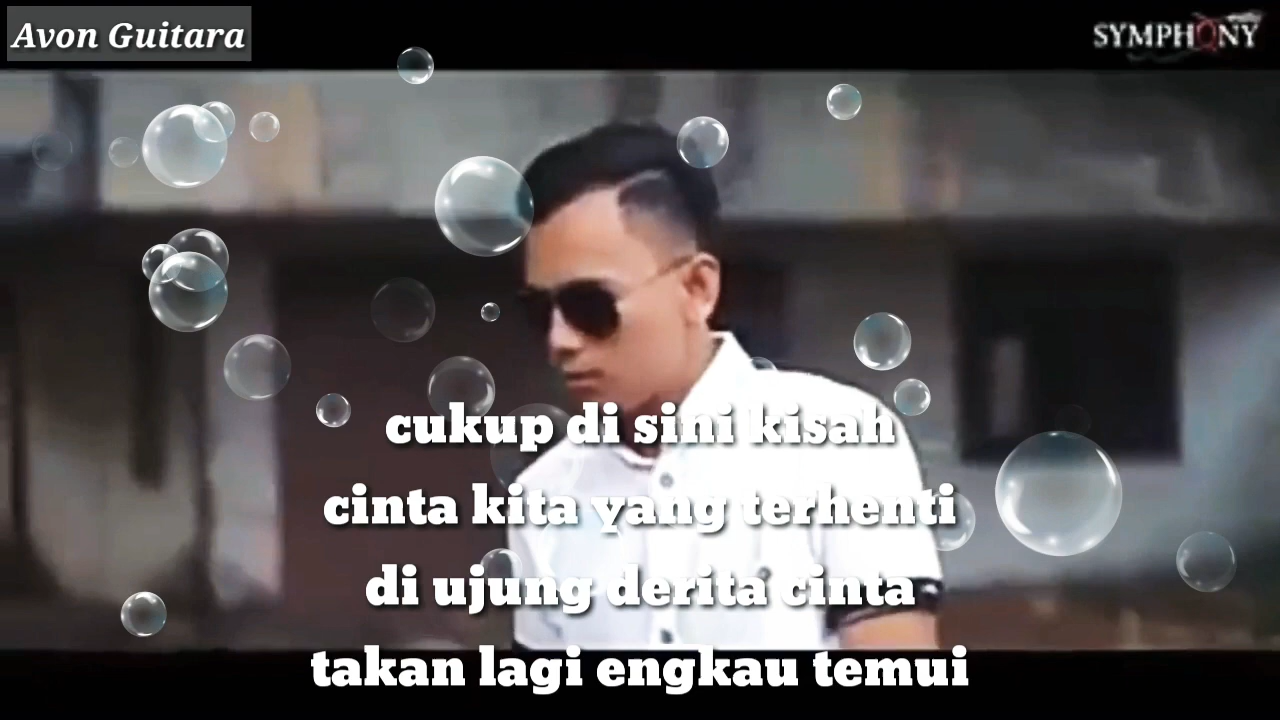 Avon Guitara
SYMPHONY
cukup di sini kisah
cinta kita yang terhenti
di ujung derita cinta
takan lagi engkau temui